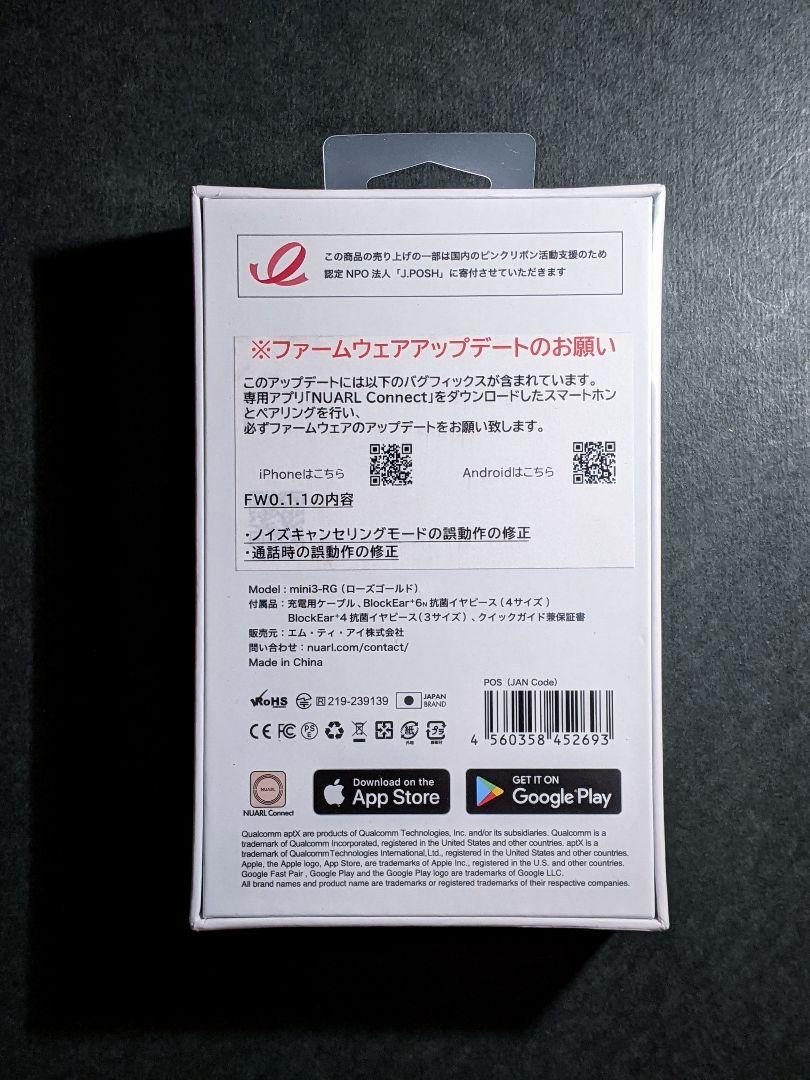 この商品の売り上げの一部は国内のピンクリボン活動支援のため
認定 NPO 法人「J.POSH」に寄付させていただきます
※ファームウェアアップデートのお願い
このアップデートには以下のバグフィックスが含まれています。
専用アプリ「NUARL Connect」をダウンロードしたスマートホン
とペアリングを行い、
必ずファームウェアのアップデートをお願い致します。
iPhoneはこちら
Androidはこちら
FW0.1.1の内容
・ノイズキャンセリングモードの誤動作の修正
・通話時の誤動作の修正
Model : mini3-RG (ローズゴールド)
付属品：充電用ケーブル、BlockEar+6N 抗菌イヤピース (4サイズ)
BlockEar+4 抗菌イヤピース(3サイズ) 、クイックガイド兼保証書
販売元：エム・ティ・アイ株式会社
問い合わせ：nuarl.com/contact/
Made in China
RoHS R 219-239139 JAPAN BRAND
POS (JAN Code)
CE FC PSE 紙 プラ
4 560358 452693
NUARL
NUARL Connect
Download on the
App Store
GET IT ON
Google Play
Qualcomm aptX are products of Qualcomm Technologies, Inc. and/or its subsidiaries. Qualcomm is a
trademark of Qualcomm Incorporated, registered in the United States and other countries. aptX is a
trademark of QualcommTechnologies International,Ltd., registered in the United States and other countries.
Apple, the Apple logo, App Store, are trademarks of Apple Inc., registered in the U.S. and other countries.
Google Fast Pair , Google Play and the Google Play logo are trademarks of Google LLC.
All brand names and product name are trademarks or registered trademarks of their respective companies.